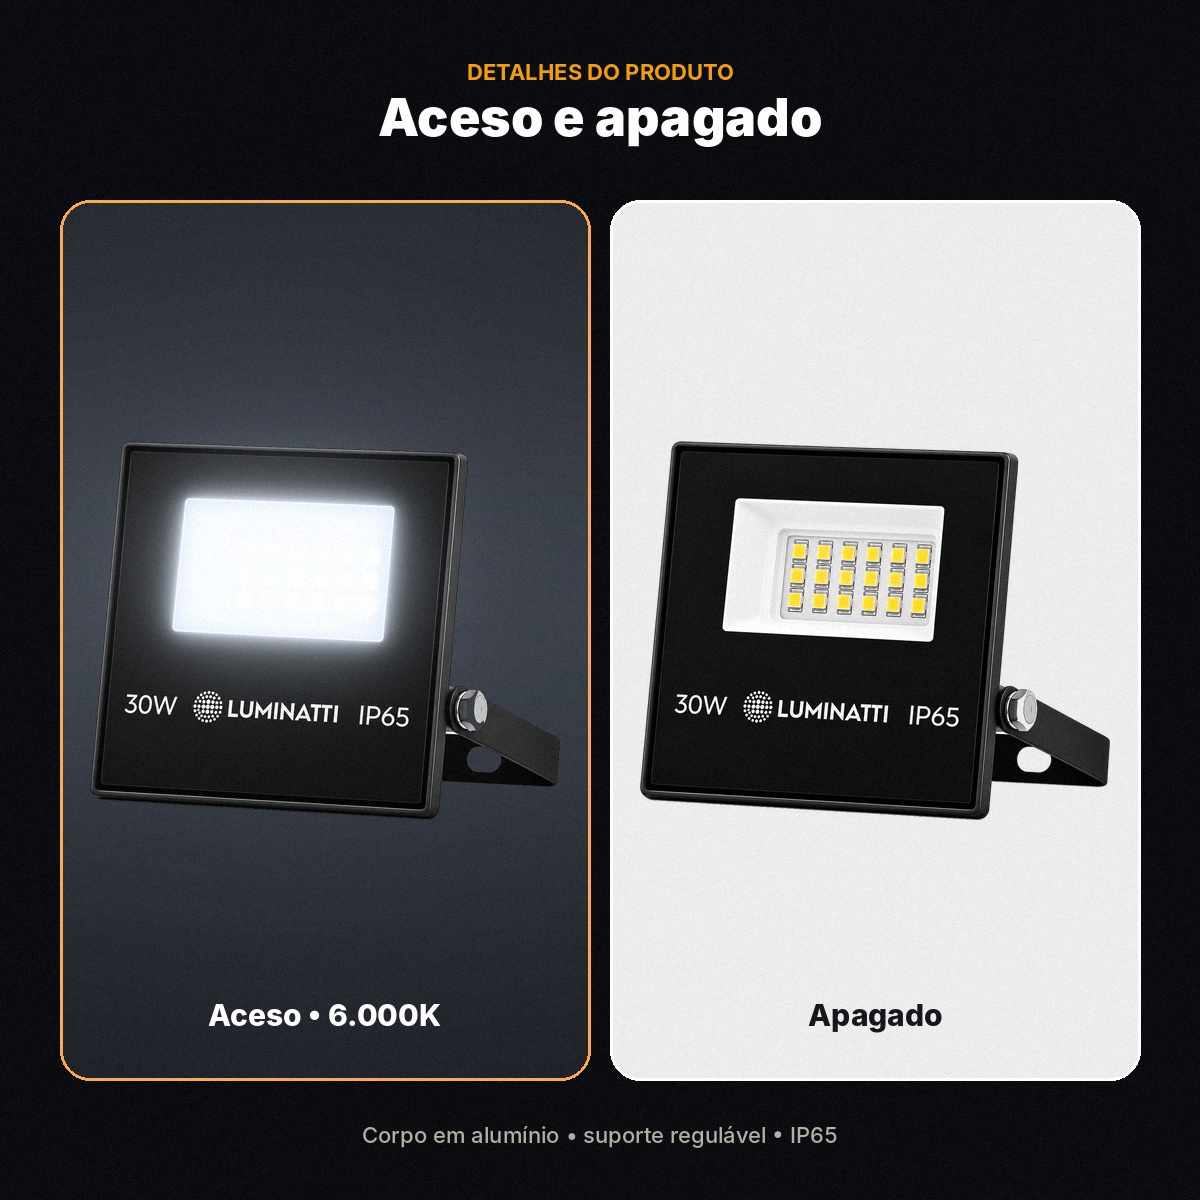 DETALHES DO PRODUTO
Aceso e apagado
30W LUMINATTI IP65
Aceso • 6.000K
30W LUMINATTI IP65
Apagado
Corpo em alumínio • suporte regulável • IP65